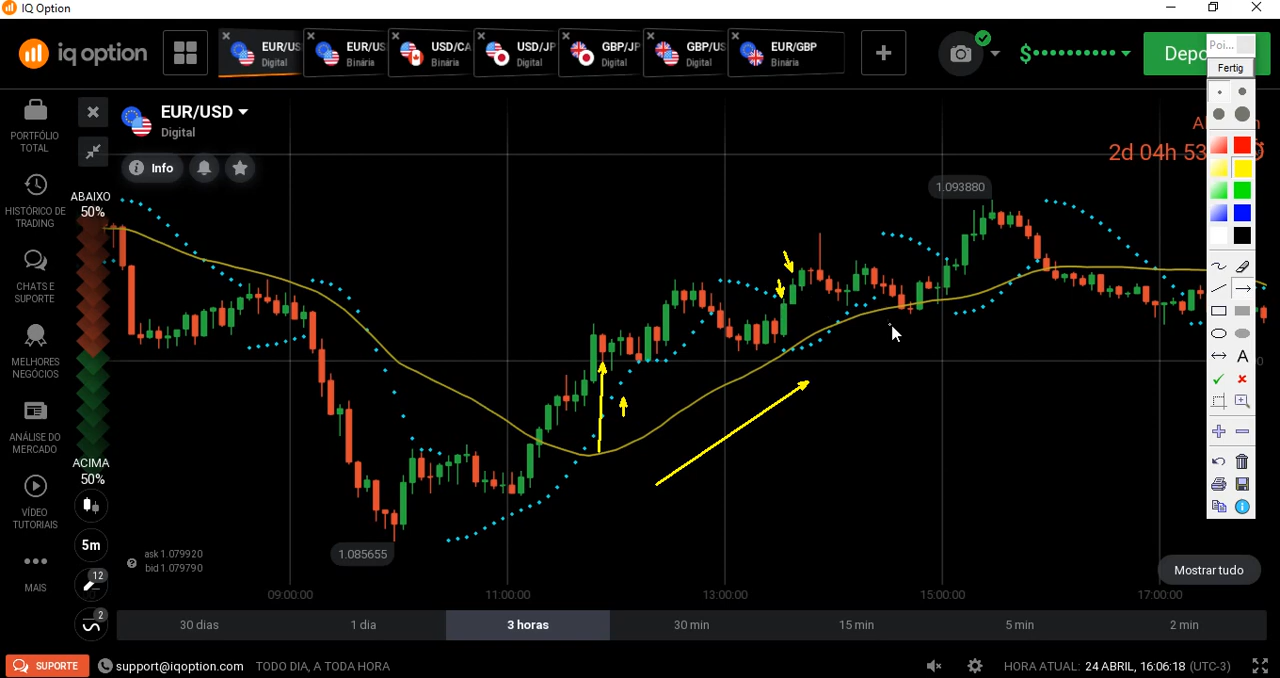 IQ Option
iq option
EUR/US
Digital
EUR/US
Binária
USD/CA
Binária
USD/JP
Digital
GBP/JP
Digital
GBP/US
Digital
EUR/GBP
Binária
$
Depo
Poi...
Fertig
PORTFÓLIO
TOTAL
EUR/USD
Digital
Info
2d 04h 53
HISTÓRICO DE
TRADING
ABAIXO
50%
1.093880
CHATS E
SUPORTE
MELHORES
NEGÓCIOS
A
ANÁLISE DO
MERCADO
ACIMA
50%
VÍDEO
TUTORIAIS
5m
1.085655
ask 1.079920
bid 1.079790
MAIS
12
2
Mostrar tudo
09:00:00
11:00:00
13:00:00
15:00:00
17:00:00
30 dias
1 dia
3 horas
30 min
15 min
5 min
2 min
SUPORTE
support@iqoption.com
TODO DIA, A TODA HORA
HORA ATUAL: 24 ABRIL, 16:06:18 (UTC-3)